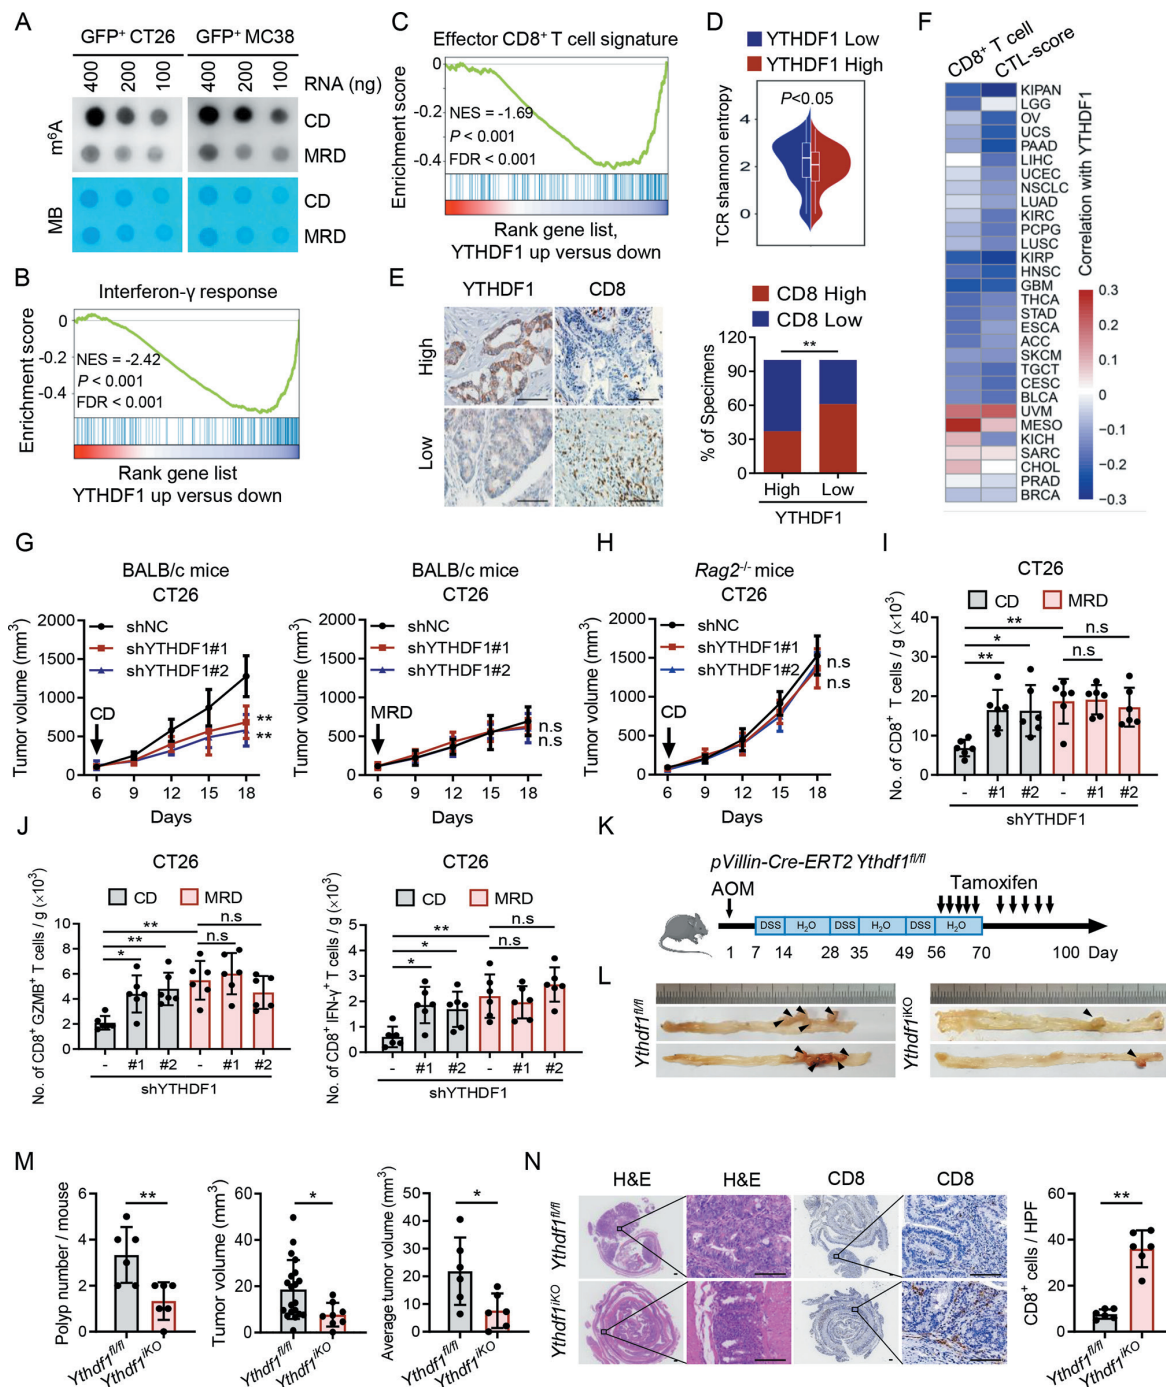 A
GFP⁺ CT26
GFP⁺ MC38
400 200 100 400 200 100 RNA (ng)
m⁶A
CD
MRD
MB
CD
MRD
B
Interferon-γ response
Enrichment score
0
-0.2
-0.4
NES = -2.42
P < 0.001
FDR < 0.001
Rank gene list
YTHDF1 up versus down
C
Effector CD8⁺ T cell signature
Enrichment score
0
-0.2
-0.4
NES = -1.69
P < 0.001
FDR < 0.001
Rank gene list,
YTHDF1 up versus down
D
YTHDF1 Low
YTHDF1 High
TCR shannon entropy
4
2
0
P<0.05
E
YTHDF1 CD8
High
Low
CD8 High
CD8 Low
% of Specimens
120
90
60
30
0
**
High Low
YTHDF1
F
CD8⁺ T cell
CTL-score
KIPAN
LGG
OV
UCS
PAAD
LIHC
UCEC
NSCLC
LUAD
KIRC
PCPG
LUSC
KIRP
HNSC
GBM
THCA
STAD
ESCA
ACC
SKCM
TGCT
CESC
BLCA
UVM
MESO
KICH
SARC
CHOL
PRAD
BRCA
Correlation with YTHDF1
0.3
0.2
0.1
0
−0.1
−0.2
−0.3
G
BALB/c mice
CT26
Tumor volume (mm³)
2000
1500
1000
500
0
shNC
shYTHDF1#1
shYTHDF1#2
CD
**
**
6 9 12 15 18
Days
BALB/c mice
CT26
Tumor volume (mm³)
2000
1500
1000
500
0
shNC
shYTHDF1#1
shYTHDF1#2
MRD
n.s
n.s
6 9 12 15 18
Days
H
Rag2⁻/⁻ mice
CT26
Tumor volume (mm³)
2000
1500
1000
500
0
shNC
shYTHDF1#1
shYTHDF1#2
CD
n.s
n.s
6 9 12 15 18
Days
I
CT26
CD MRD
No. of CD8⁺ T cells / g (×10³)
40
30
20
10
0
**
*
**
n.s
n.s
- #1 #2 - #1 #2
shYTHDF1
J
CT26
CD MRD
No. of CD8⁺ GZMB⁺ T cells / g (×10³)
10
8
6
4
2
0
**
**
*
n.s
n.s
- #1 #2 - #1 #2
shYTHDF1
CT26
CD MRD
No. of CD8⁺ IFN-γ⁺ T cells / g (×10³)
5
4
3
2
1
0
**
*
*
n.s
n.s
- #1 #2 - #1 #2
shYTHDF1
K
pVillin-Cre-ERT2 Ythdf1fl/fl
AOM
Tamoxifen
DSS H₂O DSS H₂O DSS H₂O
1 7 14 28 35 49 56 70 100 Day
L
Ythdf1fl/fl
Ythdf1iKO
M
Polyp number / mouse
6
4
2
0
**
Ythdf1fl/fl
Ythdf1iKO
Tumor volume (mm³)
60
40
20
0
*
Ythdf1fl/fl
Ythdf1iKO
Average tumor volume (mm³)
50
40
30
20
10
0
*
Ythdf1fl/fl
Ythdf1iKO
N
H&E H&E CD8 CD8
Ythdf1fl/fl
Ythdf1iKO
CD8⁺ cells / HPF
60
40
20
0
**
Ythdf1fl/fl
Ythdf1iKO